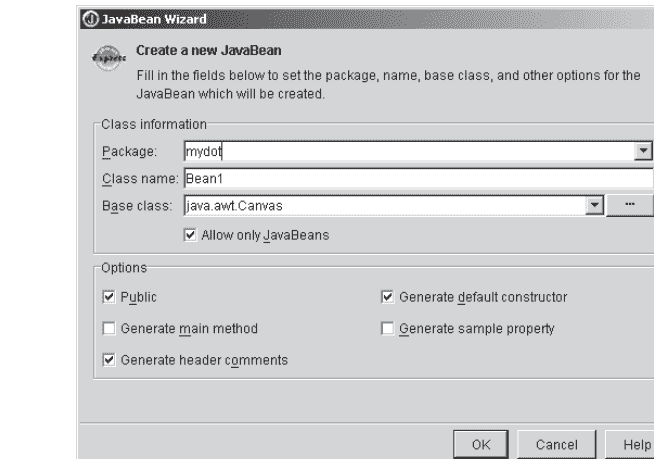 JavaBean Wizard
Express
Create a new JavaBean
Fill in the fields below to set the package, name, base class, and other options for the
JavaBean which will be created.
Class information
Package: mydot
Class name: Bean1
Base class: java.awt.Canvas ...
Allow only JavaBeans
Options
Public Generate default constructor
Generate main method Generate sample property
Generate header comments
OK Cancel Help